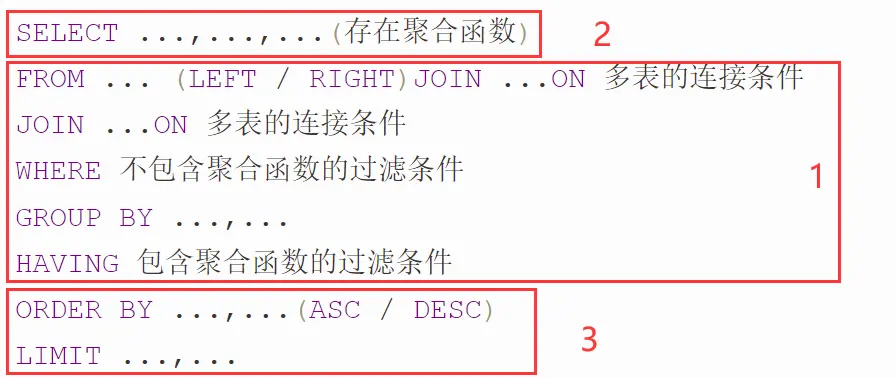 SELECT ...,...,...(存在聚合函数)
2
FROM ... (LEFT / RIGHT)JOIN ...ON 多表的连接条件
JOIN ...ON 多表的连接条件
WHERE 不包含聚合函数的过滤条件
1
GROUP BY ...,...
HAVING 包含聚合函数的过滤条件
ORDER BY ...,...(ASC / DESC)
3
LIMIT ...,...